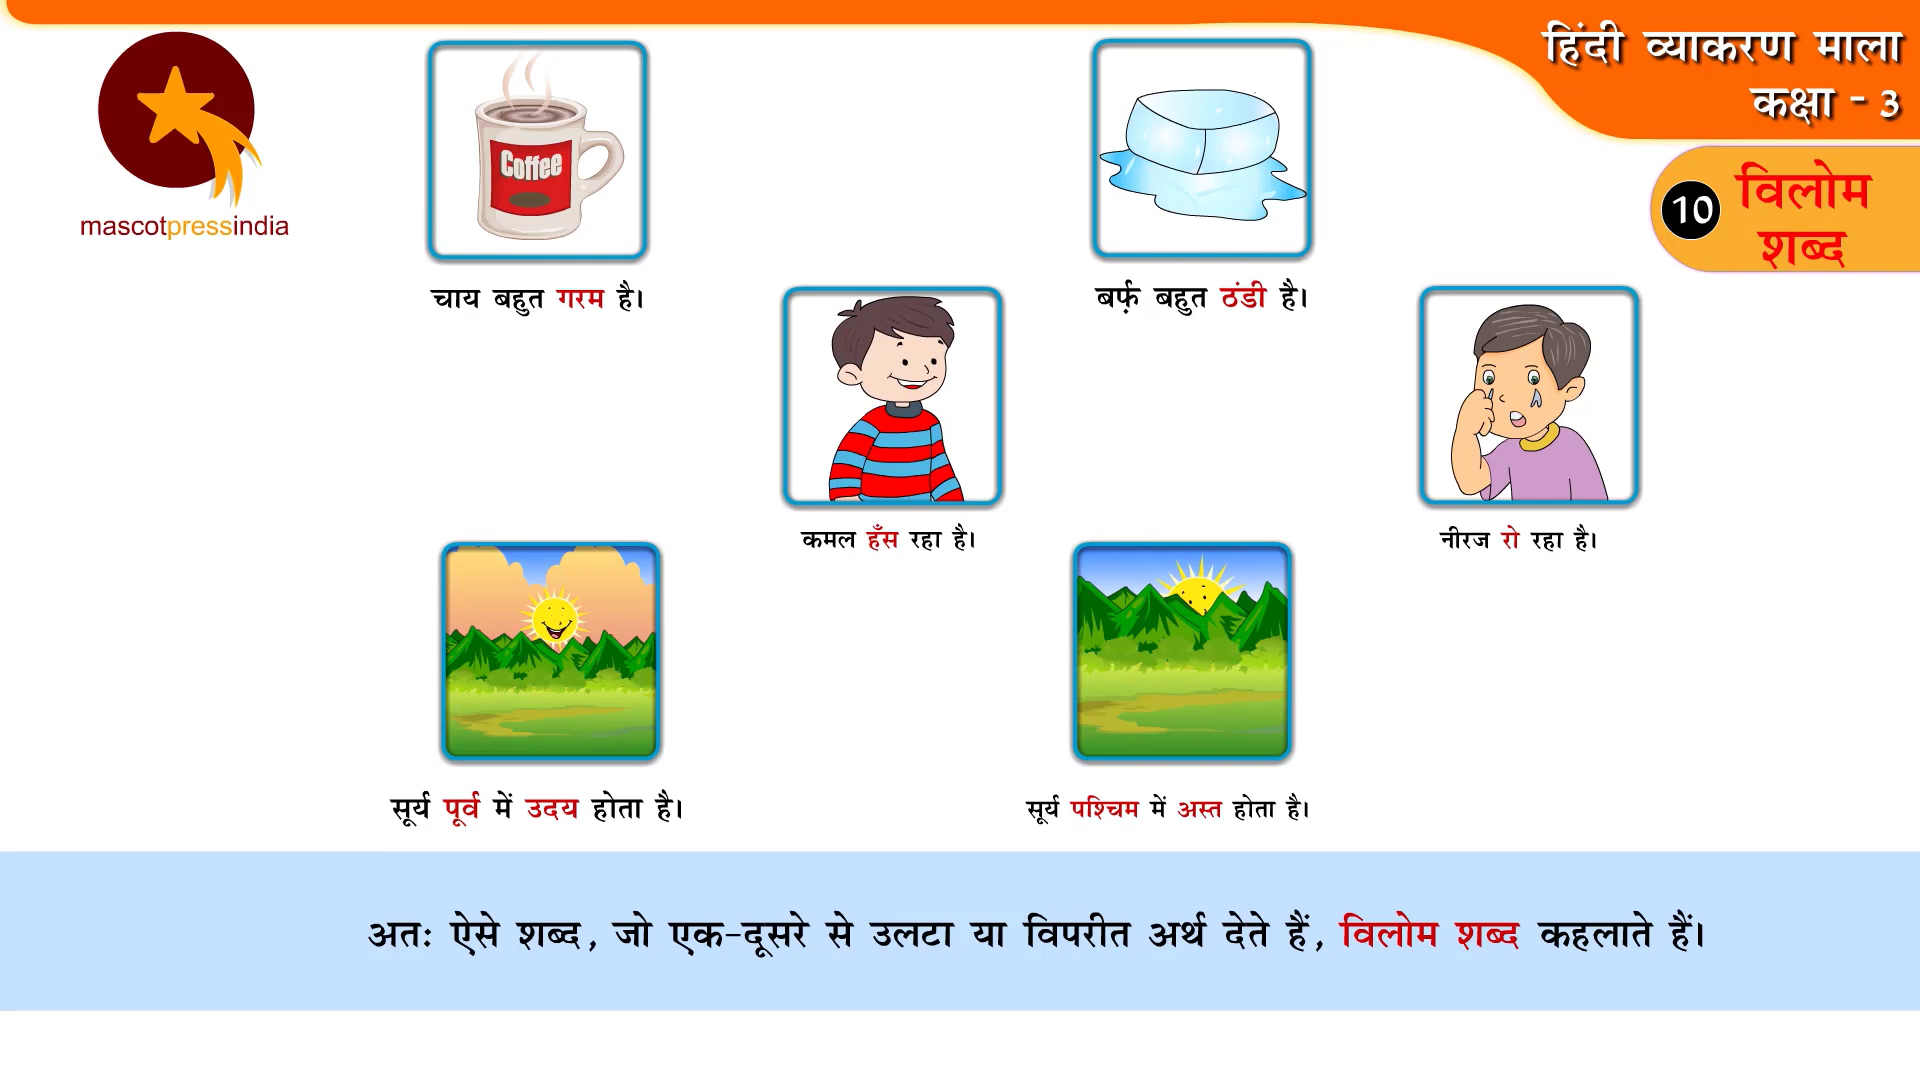 हिंदी व्याकरण माला
कक्षा - 3
mascotpressindia
10 विलोम
शब्द
Coffee
चाय बहुत गरम है।
बर्फ़ बहुत ठंडी है।
कमल हँस रहा है।
नीरज रो रहा है।
सूर्य पूर्व में उदय होता है।
सूर्य पश्चिम में अस्त होता है।
अतः ऐसे शब्द, जो एक-दूसरे से उलटा या विपरीत अर्थ देते हैं, विलोम शब्द कहलाते हैं।